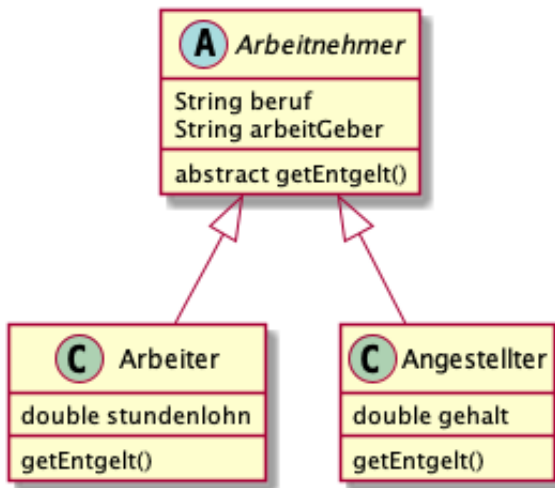 A Arbeitnehmer
String beruf
String arbeitGeber
abstract getEntgelt()
C Arbeiter
double stundenlohn
getEntgelt()
C Angestellter
double gehalt
getEntgelt()